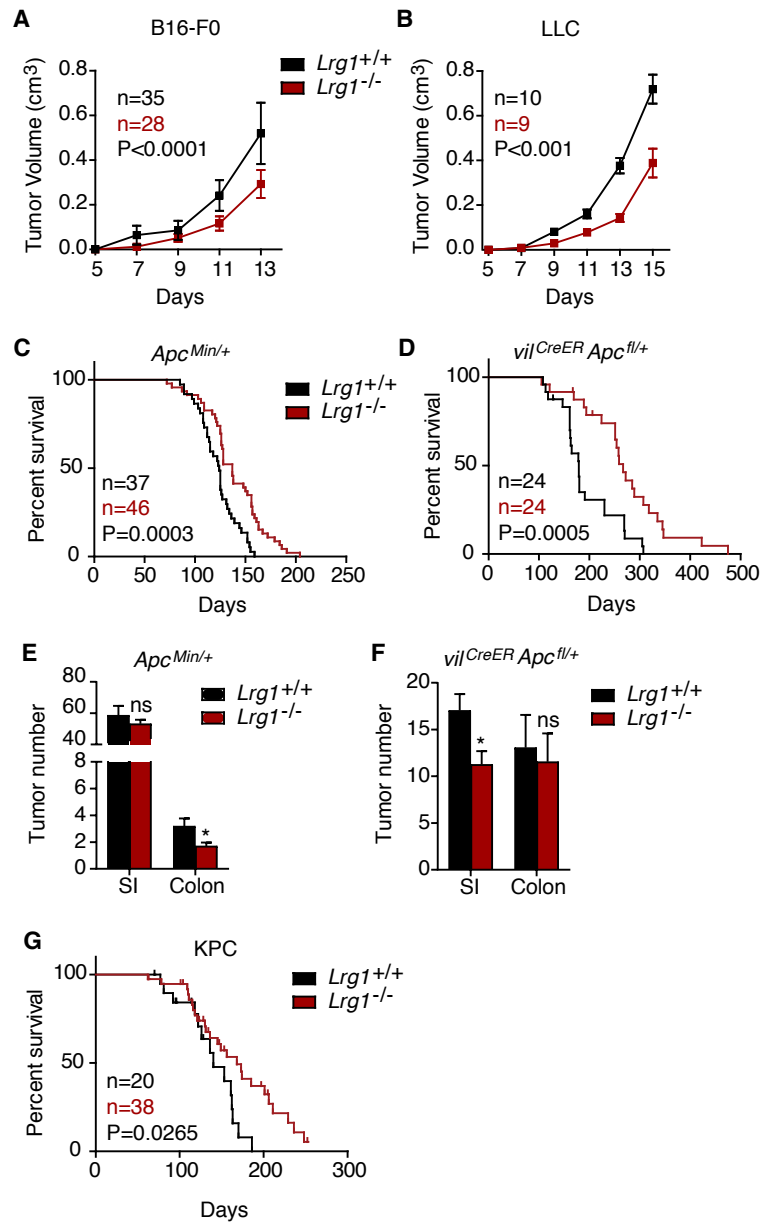 A
B16-F0
Tumor Volume (cm3)
0.8
0.6
0.4
0.2
0.0
n=35
n=28
P<0.0001
5 7 9 11 13
Days
Lrg1+/+
Lrg1-/-
B
LLC
Tumor Volume (cm3)
0.8
0.6
0.4
0.2
0.0
n=10
n=9
P<0.001
5 7 9 11 13 15
Days
C
ApcMin/+
Percent survival
100
50
0
n=37
n=46
P=0.0003
0 50 100 150 200 250
Days
Lrg1+/+
Lrg1-/-
D
vilCreER Apcfl/+
Percent survival
100
50
0
n=24
n=24
P=0.0005
0 100 200 300 400 500
Days
E
ApcMin/+
Tumor number
80
60
40
8
6
4
2
0
ns
*
SI Colon
Lrg1+/+
Lrg1-/-
F
vilCreER Apcfl/+
Tumor number
20
15
10
5
0
*
ns
SI Colon
Lrg1+/+
Lrg1-/-
G
KPC
Percent survival
100
50
0
n=20
n=38
P=0.0265
0 100 200 300
Days
Lrg1+/+
Lrg1-/-